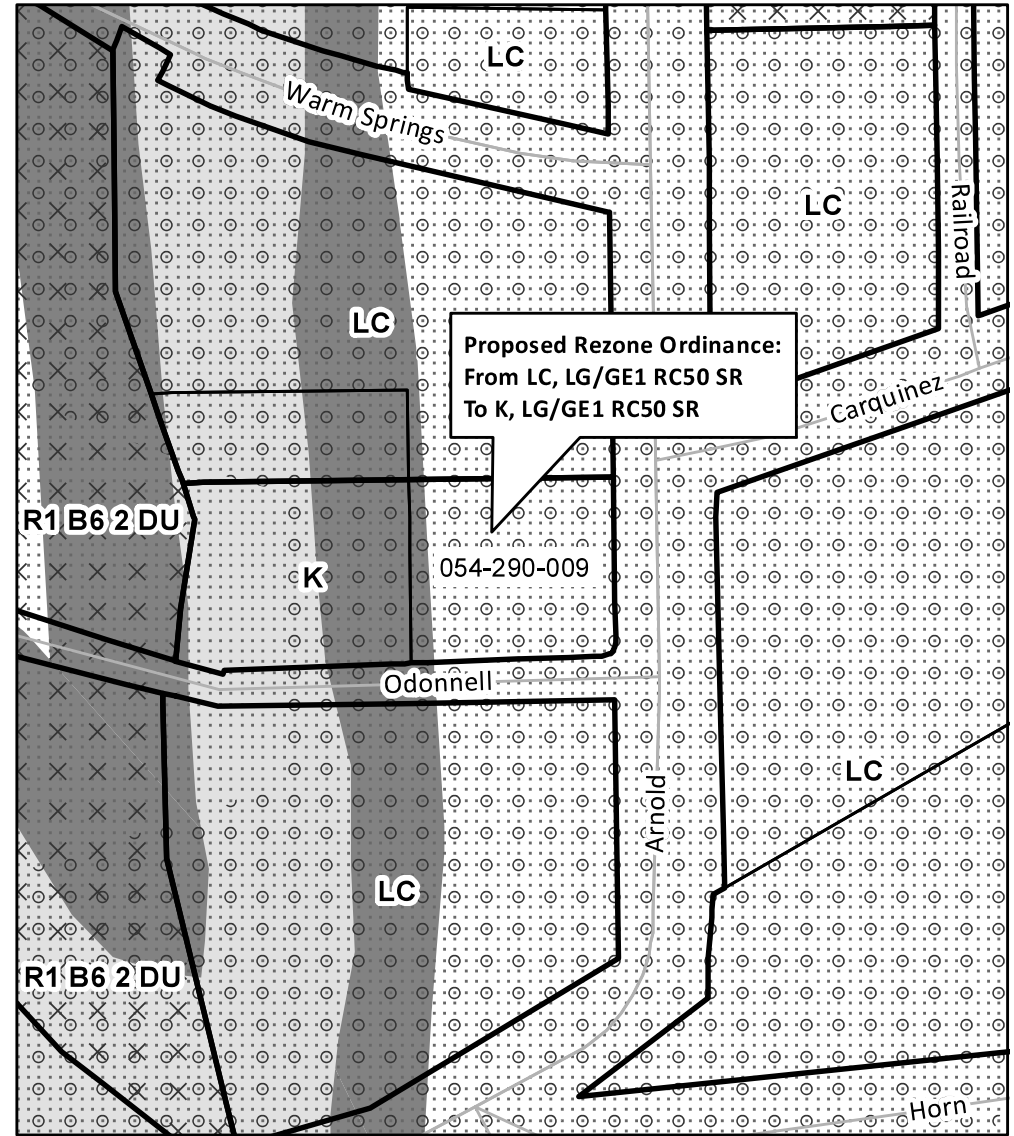 LC
Warm Springs
LC
Railroad
LC
Proposed Rezone Ordinance:
From LC, LG/GE1 RC50 SR
To K, LG/GE1 RC50 SR
Carquinez
R1 B6 2 DU
K
054-290-009
Odonnell
LC
Arnold
LC
R1 B6 2 DU
Horn